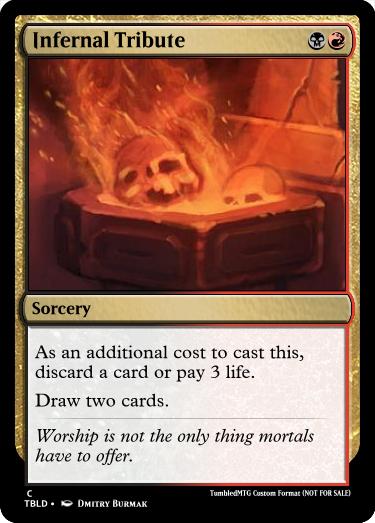 Infernal Tribute
Sorcery
As an additional cost to cast this,
discard a card or pay 3 life.
Draw two cards.
Worship is not the only thing mortals
have to offer.
C
TumbledMTG Custom Format (NOT FOR SALE)
TBLD • DMITRY BURMAK